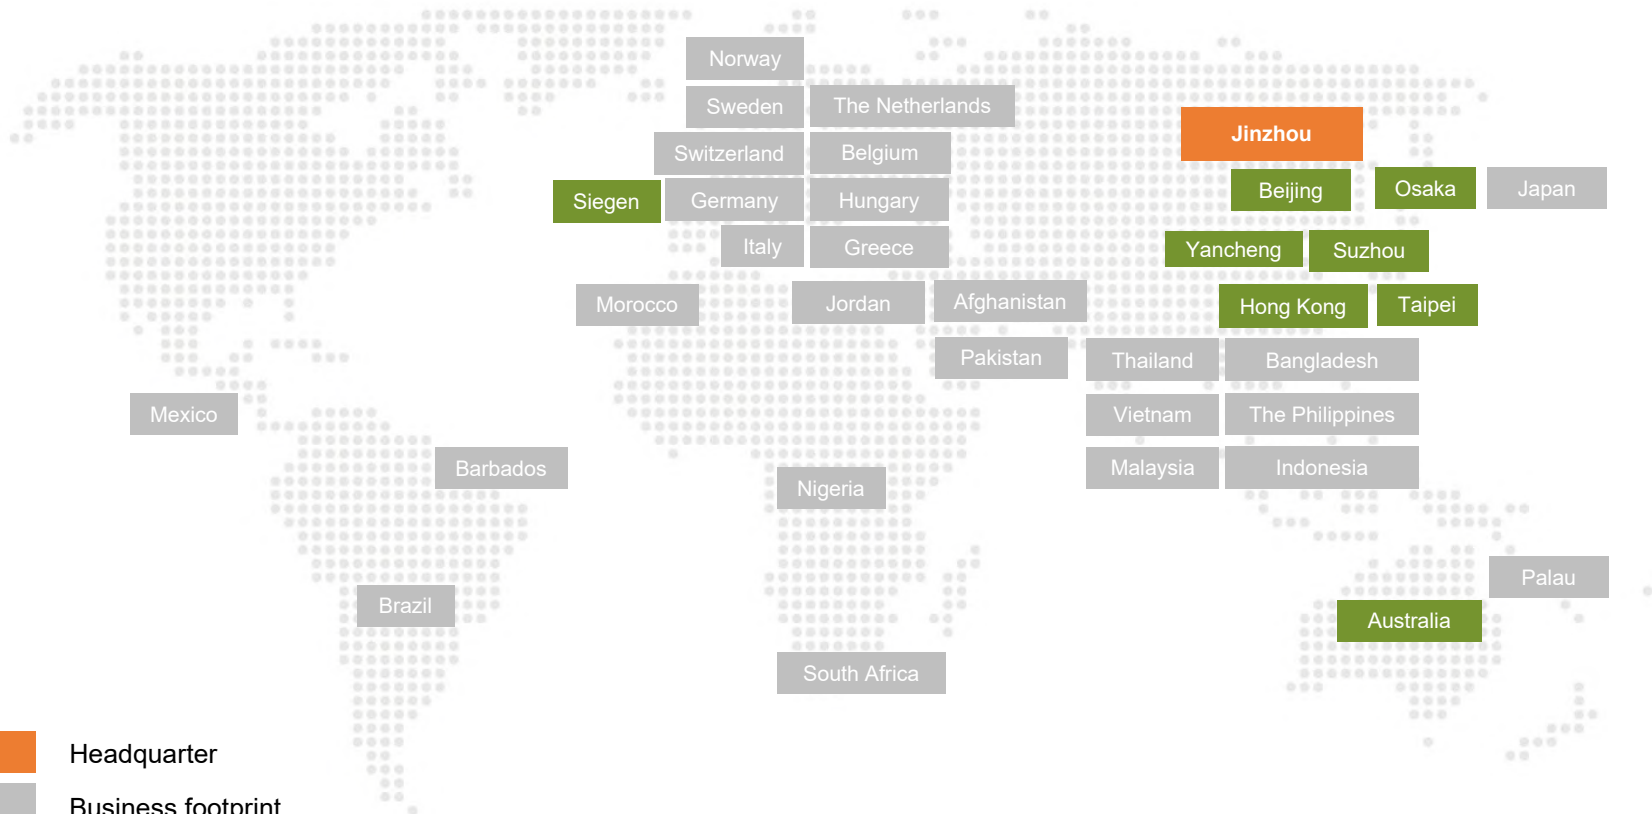 Norway
Sweden
The Netherlands
Jinzhou
Switzerland
Belgium
Siegen
Germany
Hungary
Beijing
Osaka
Japan
Italy
Greece
Yancheng
Suzhou
Morocco
Jordan
Afghanistan
Hong Kong
Taipei
Pakistan
Thailand
Bangladesh
Mexico
Vietnam
The Philippines
Barbados
Malaysia
Indonesia
Nigeria
Palau
Brazil
Australia
South Africa
Headquarter
Business footprint